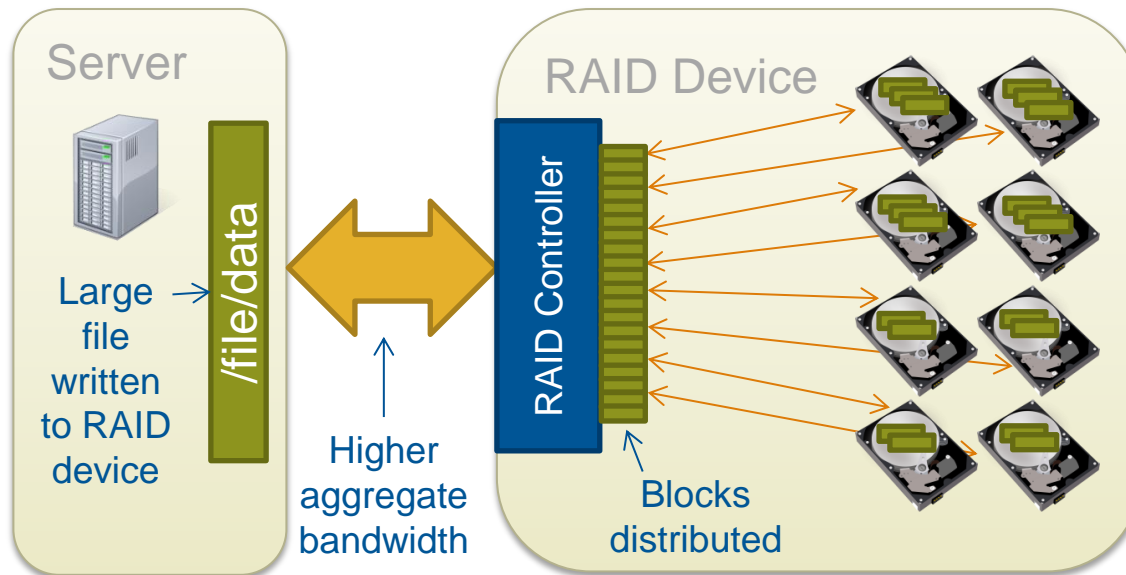 Server
/file/data
Large
file
written
to RAID
device
Higher
aggregate
bandwidth
RAID Device
RAID Controller
Blocks
distributed